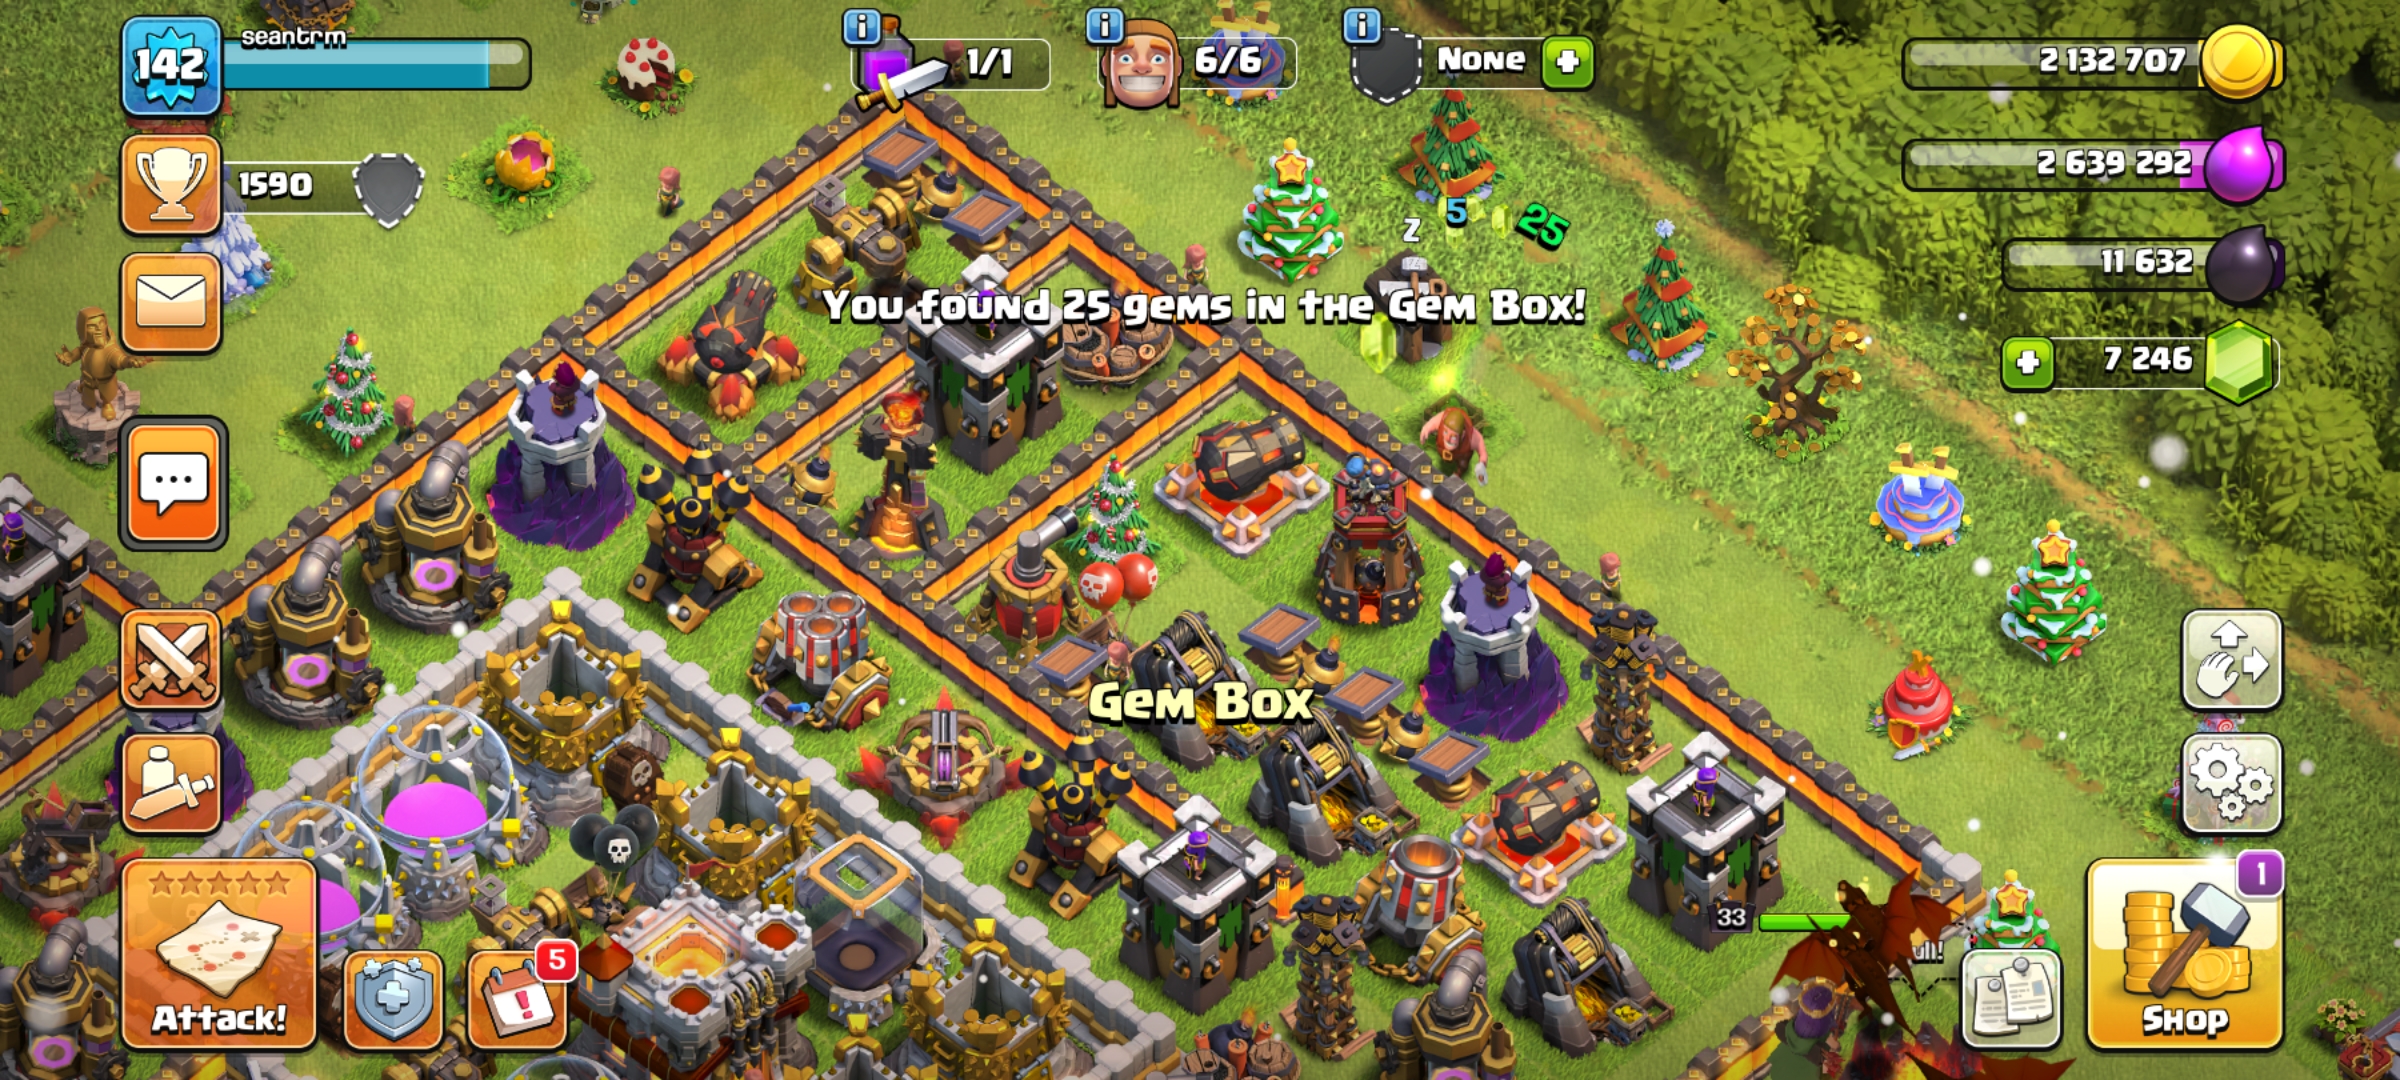 142
seantrm
1/1
6/6
None
2 132 707
1590
2 639 292
z
5
25
11 632
You found 25 gems in the Gem Box!
7 246
Gem Box
33
1
5
Attack!
Shop